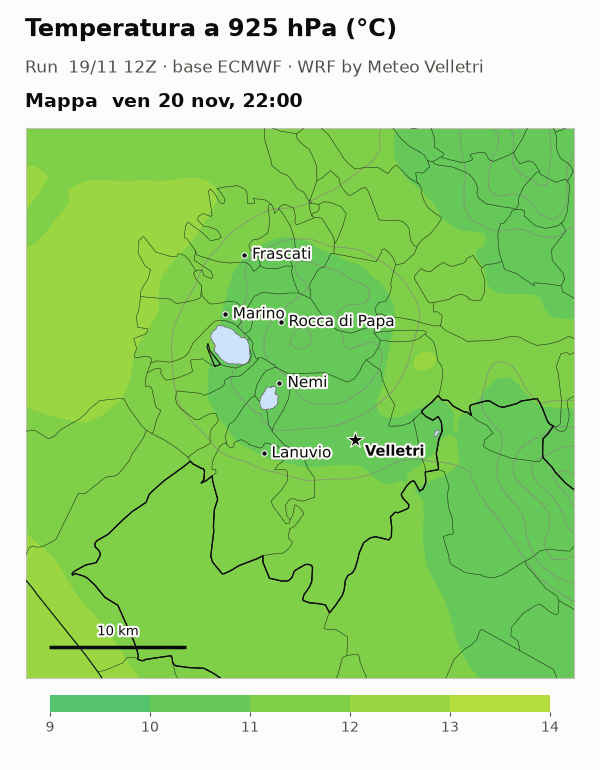 Temperatura a 925 hPa (°C)
Run 19/11 12Z · base ECMWF · WRF by Meteo Velletri
Mappa ven 20 nov, 22:00
Frascati
Marino
Rocca di Papa
Nemi
Velletri
Lanuvio
10 km
9 10 11 12 13 14